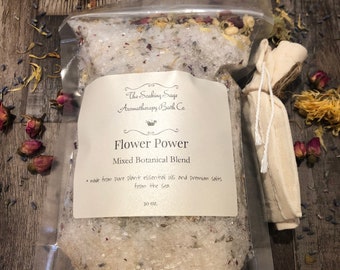 The Soaking Sage
Aromatherapy & Bath Co.
Flower Power
Mixed Botanical Blend
* made from pure plant essential oils and premium salts
from the sea
20 oz.